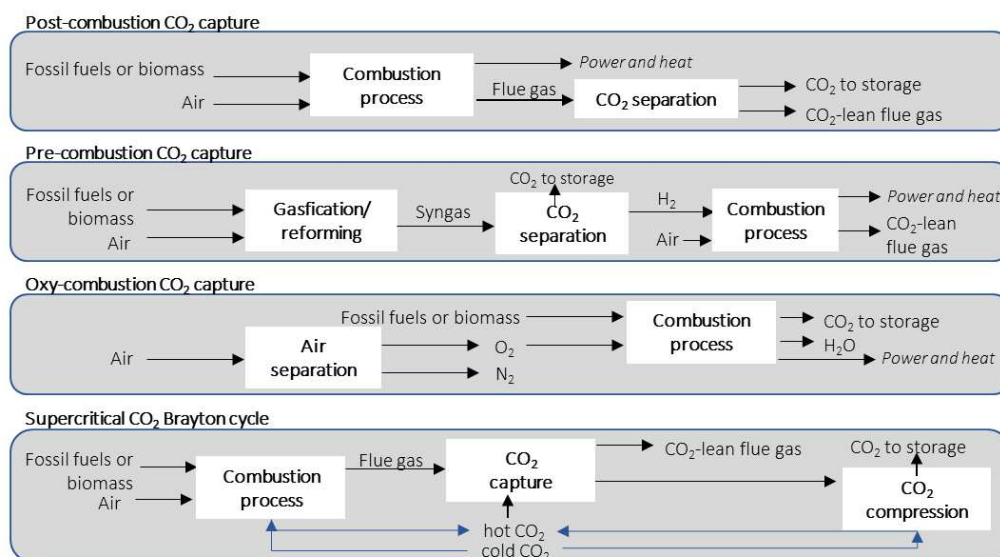 Post-combustion CO₂ capture
Fossil fuels or biomass
Air
Combustion
process
Power and heat
Flue gas
CO₂ separation
CO₂ to storage
CO₂-lean flue gas
Pre-combustion CO₂ capture
Fossil fuels or
biomass
Air
Gasfication/
reforming
Syngas
CO₂ to storage
CO₂
separation
H₂
Air
Combustion
process
Power and heat
CO₂-lean
flue gas
Oxy-combustion CO₂ capture
Air
Air
separation
Fossil fuels or biomass
O₂
N₂
Combustion
process
CO₂ to storage
H₂O
Power and heat
Supercritical CO₂ Brayton cycle
Fossil fuels or
biomass
Air
Combustion
process
Flue gas
CO₂
capture
CO₂-lean flue gas
CO₂ to storage
CO₂
compression
hot CO₂
cold CO₂